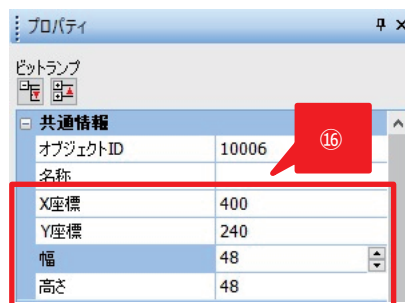 プロパティ
ビットランプ
共通情報
オブジェクトID 10006
⑯
名称
X座標 400
Y座標 240
幅 48
高さ 48